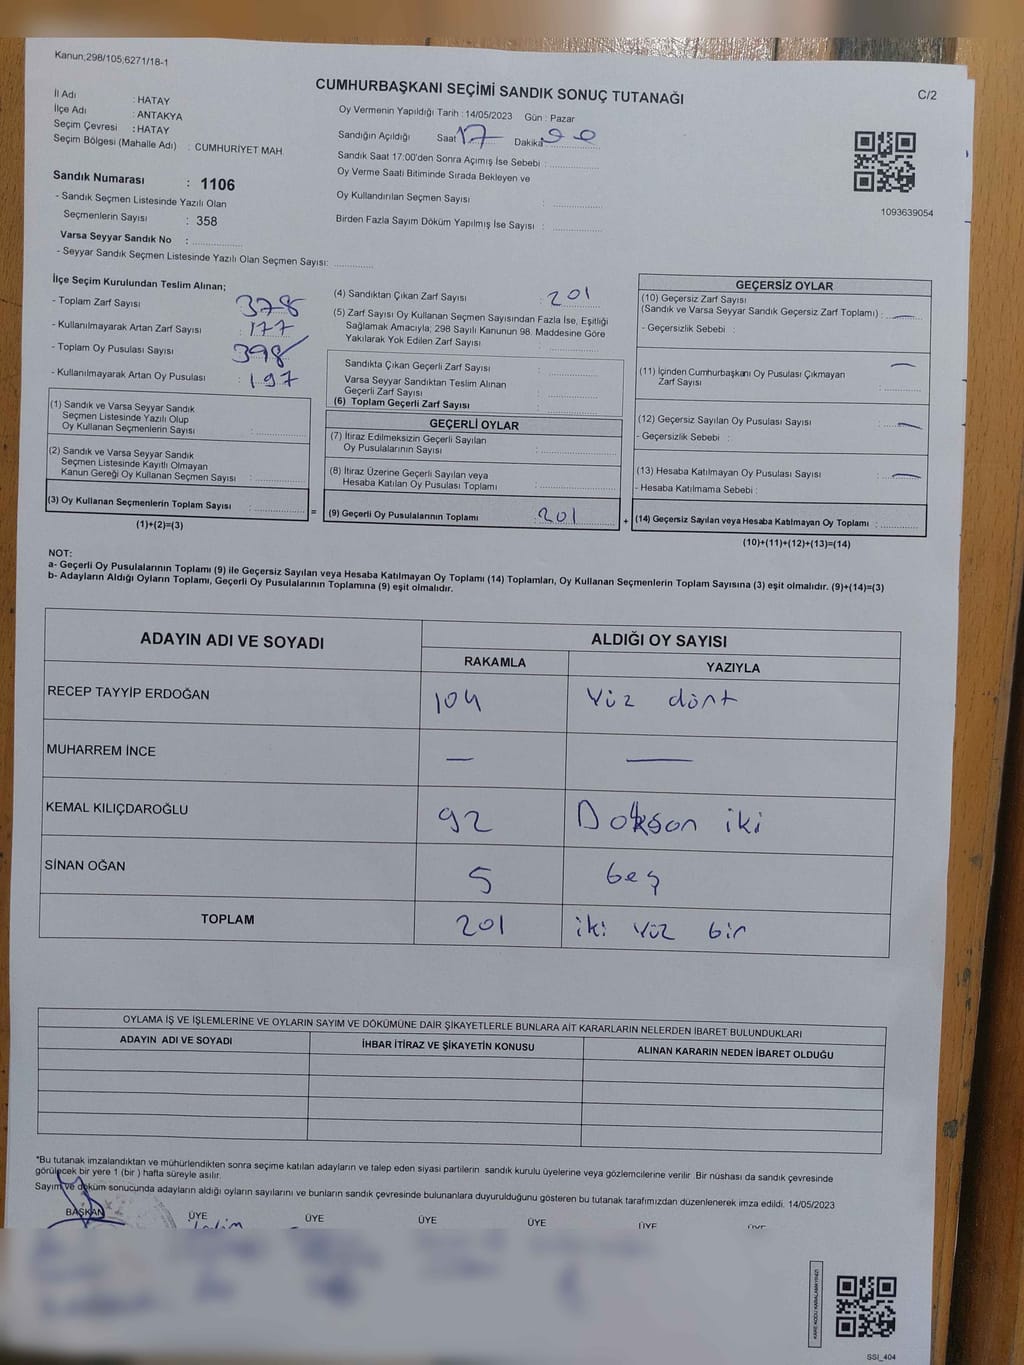 Kanun;298/105,6271/18-1
CUMHURBAŞKANI SEÇİMİ SANDIK SONUÇ TUTANAĞI
C/2
İl Adı : HATAY
İlçe Adı : ANTAKYA
Seçim Çevresi : HATAY
Seçim Bölgesi (Mahalle Adı) : CUMHURİYET MAH.
Sandık Numarası : 1106
- Sandık Seçmen Listesinde Yazılı Olan
Seçmenlerin Sayısı : 358
Varsa Seyyar Sandık No :
- Seyyar Sandık Seçmen Listesinde Yazılı Olan Seçmen Sayısı:
Oy Vermenin Yapıldığı Tarih : 14/05/2023 Gün : Pazar
Sandığın Açıldığı Saat 17 Dakika 00
Sandık Saat 17:00'den Sonra Açımış İse Sebebi :
Oy Verme Saati Bitiminde Sırada Bekleyen ve
Oy Kullandırılan Seçmen Sayısı :
Birden Fazla Sayım Döküm Yapılmış İse Sayısı :
1093639054
İlçe Seçim Kurulundan Teslim Alınan;
- Toplam Zarf Sayısı 378
- Kullanılmayarak Artan Zarf Sayısı : 177
- Toplam Oy Pusulası Sayısı 398
- Kullanılmayarak Artan Oy Pusulası : 197
(1) Sandık ve Varsa Seyyar Sandık
Seçmen Listesinde Yazılı Olup
Oy Kullanan Seçmenlerin Sayısı :
(2) Sandık ve Varsa Seyyar Sandık
Seçmen Listesinde Kayıtlı Olmayan
Kanun Gereği Oy Kullanan Seçmen Sayısı :
(3) Oy Kullanan Seçmenlerin Toplam Sayısı :
(1)+(2)=(3)
=
(4) Sandıktan Çıkan Zarf Sayısı : 201
(5) Zarf Sayısı Oy Kullanan Seçmen Sayısından Fazla İse, Eşitliği
Sağlamak Amacıyla; 298 Sayılı Kanunun 98. Maddesine Göre
Yakılarak Yok Edilen Zarf Sayısı :
Sandıkta Çıkan Geçerli Zarf Sayısı :
Varsa Seyyar Sandıktan Teslim Alınan
Geçerli Zarf Sayısı :
(6) Toplam Geçerli Zarf Sayısı
GEÇERLİ OYLAR
(7) İtiraz Edilmeksizin Geçerli Sayılan
Oy Pusulalarının Sayısı :
(8) İtiraz Üzerine Geçerli Sayılan veya
Hesaba Katılan Oy Pusulası Toplamı :
(9) Geçerli Oy Pusulalarının Toplamı : 201
+
GEÇERSİZ OYLAR
(10) Geçersiz Zarf Sayısı
(Sandık ve Varsa Seyyar Sandık Geçersiz Zarf Toplamı) : —
- Geçersizlik Sebebi :
(11) İçinden Cumhurbaşkanı Oy Pusulası Çıkmayan —
Zarf Sayısı :
(12) Geçersiz Sayılan Oy Pusulası Sayısı : —
- Geçersizlik Sebebi :
(13) Hesaba Katılmayan Oy Pusulası Sayısı : —
- Hesaba Katılmama Sebebi :
(14) Geçersiz Sayılan veya Hesaba Katılmayan Oy Toplamı :
(10)+(11)+(12)+(13)=(14)
NOT:
a- Geçerli Oy Pusulalarının Toplamı (9) ile Geçersiz Sayılan veya Hesaba Katılmayan Oy Toplamı (14) Toplamları, Oy Kullanan Seçmenlerin Toplam Sayısına (3) eşit olmalıdır. (9)+(14)=(3)
b- Adayların Aldığı Oyların Toplamı, Geçerli Oy Pusulalarının Toplamına (9) eşit olmalıdır.
ADAYIN ADI VE SOYADI ALDIĞI OY SAYISI
RAKAMLA YAZIYLA
RECEP TAYYİP ERDOĞAN 104 Yüz dört
MUHARREM İNCE — —
KEMAL KILIÇDAROĞLU 92 Doksan iki
SİNAN OĞAN 5 beş
TOPLAM 201 iki yüz bir
OYLAMA İŞ VE İŞLEMLERİNE VE OYLARIN SAYIM VE DÖKÜMÜNE DAİR ŞİKAYETLERLE BUNLARA AİT KARARLARIN NELERDEN İBARET BULUNDUKLARI
ADAYIN ADI VE SOYADI İHBAR İTİRAZ VE ŞİKAYETİN KONUSU ALINAN KARARIN NEDEN İBARET OLDUĞU
*Bu tutanak imzalandıktan ve mühürlendikten sonra seçime katılan adayların ve talep eden siyasi partilerin sandık kurulu üyelerine veya gözlemcilerine verilir. Bir nüshası da sandık çevresinde
görülecek bir yere 1 (bir ) hafta süreyle asılır.
Sayım ve döküm sonucunda adayların aldığı oyların sayılarını ve bunların sandık çevresinde bulunanlara duyurulduğunu gösteren bu tutanak tarafımızdan düzenlenerek imza edildi. 14/05/2023
BAŞKAN ÜYE ÜYE ÜYE ÜYE ÜYE ÜYE
KARE KODU KARALAMAYINIZ!
SSI_404